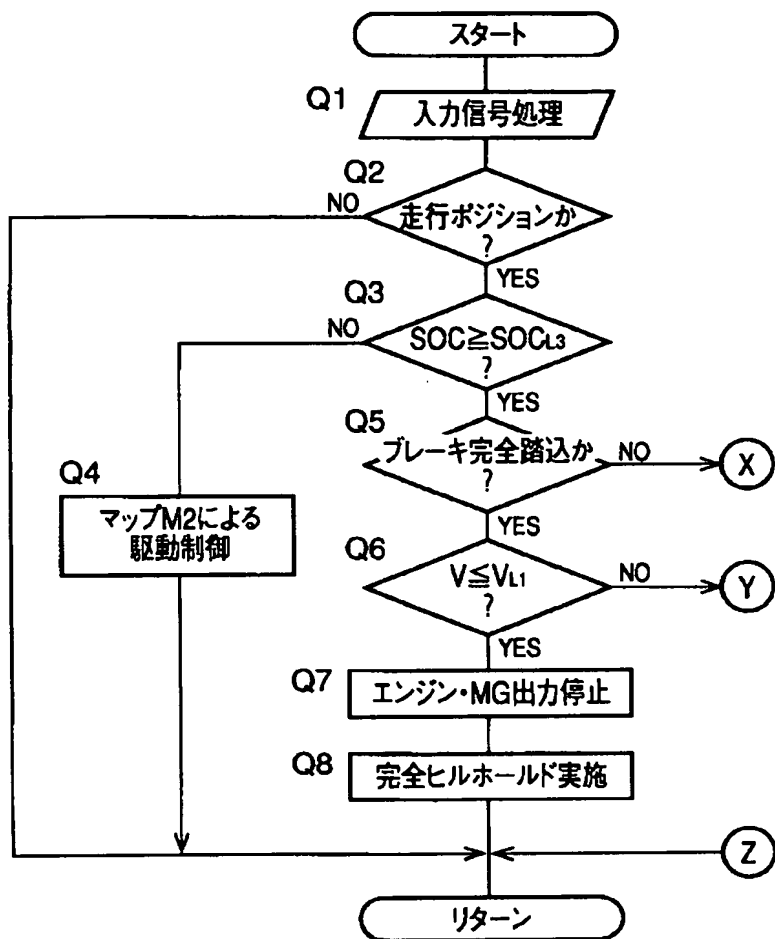 スタート
Q1
入力信号処理
Q2
NO
走行ポジションか
?
YES
Q3
NO
SOC≧SOCL3
?
YES
Q5
ブレーキ完全踏込か
?
NO
X
YES
Q4
マップM2による
駆動制御
Q6
V≦VL1
?
NO
Y
YES
Q7
エンジン・MG出力停止
Q8
完全ヒルホールド実施
Z
リターン